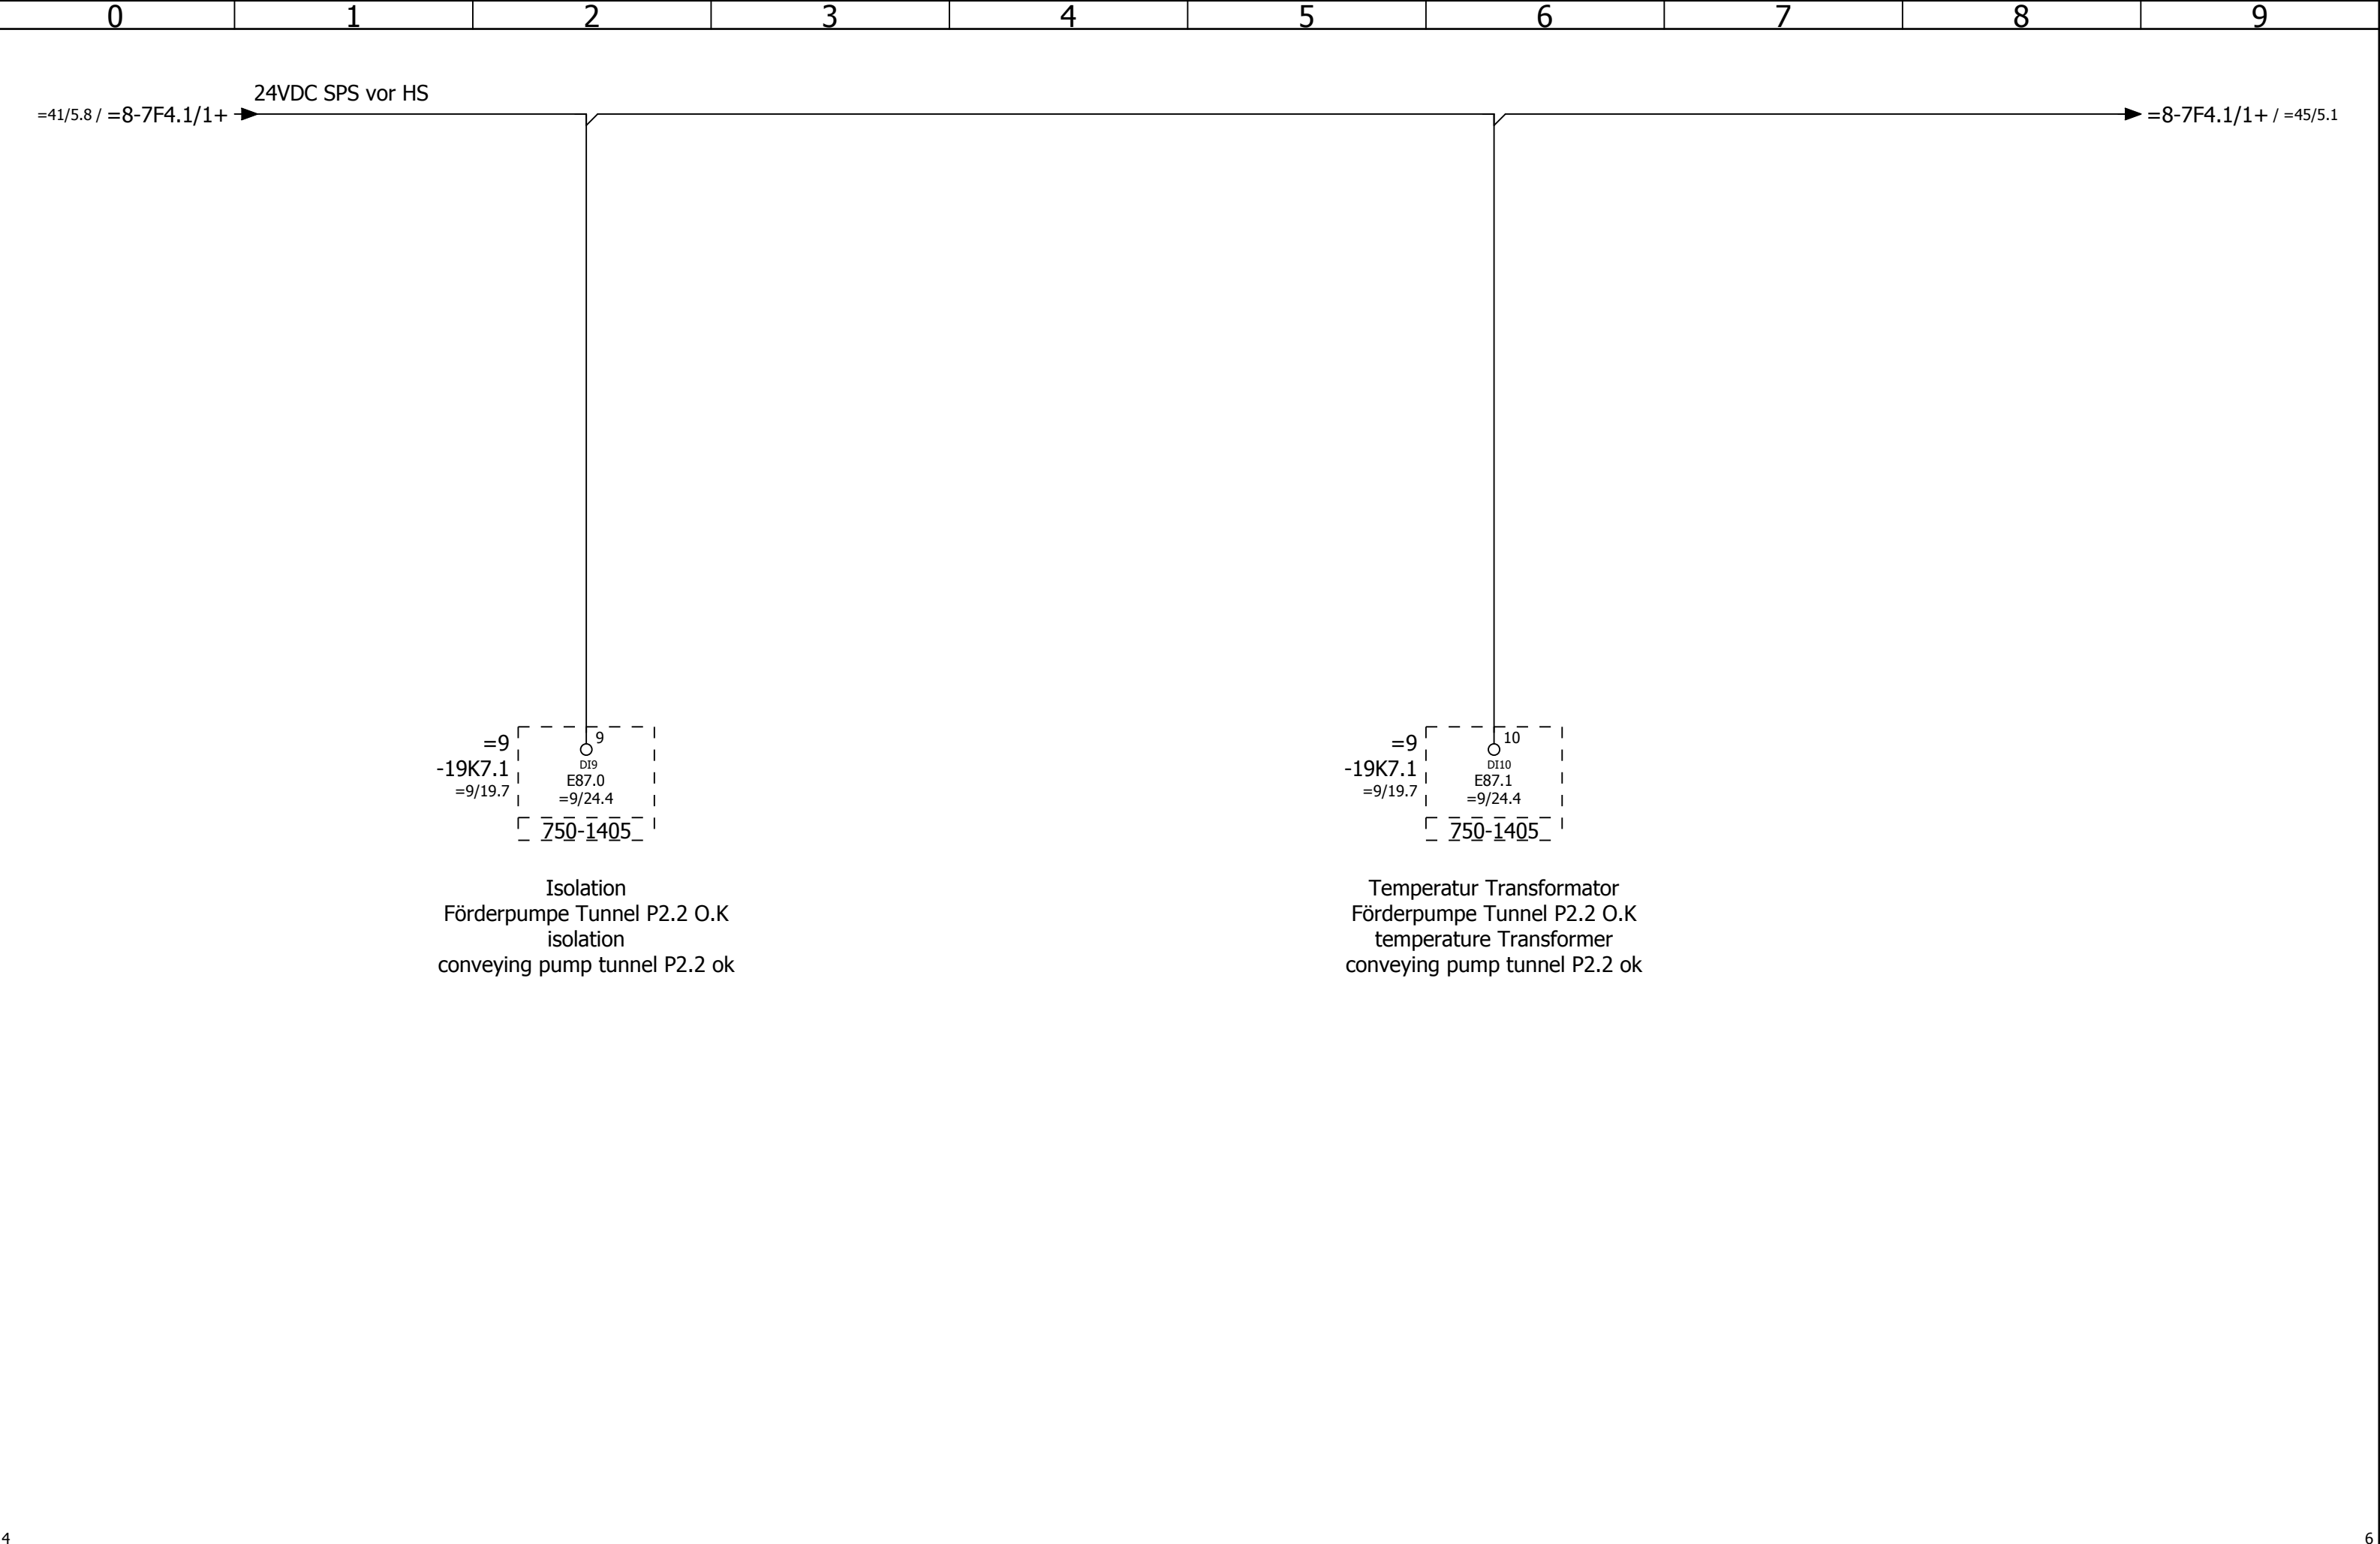 0 1 2 3 4 5 6 7 8 9
24VDC SPS vor HS
=41/5.8 / =8-7F4.1/1+
=8-7F4.1/1+ / =45/5.1
=9
-19K7.1
=9/19.7
9
DI9
E87.0
=9/24.4
750-1405
Isolation
Förderpumpe Tunnel P2.2 O.K
isolation
conveying pump tunnel P2.2 ok
=9
-19K7.1
=9/19.7
10
DI10
E87.1
=9/24.4
750-1405
Temperatur Transformator
Förderpumpe Tunnel P2.2 O.K
temperature Transformer
conveying pump tunnel P2.2 ok
4
6